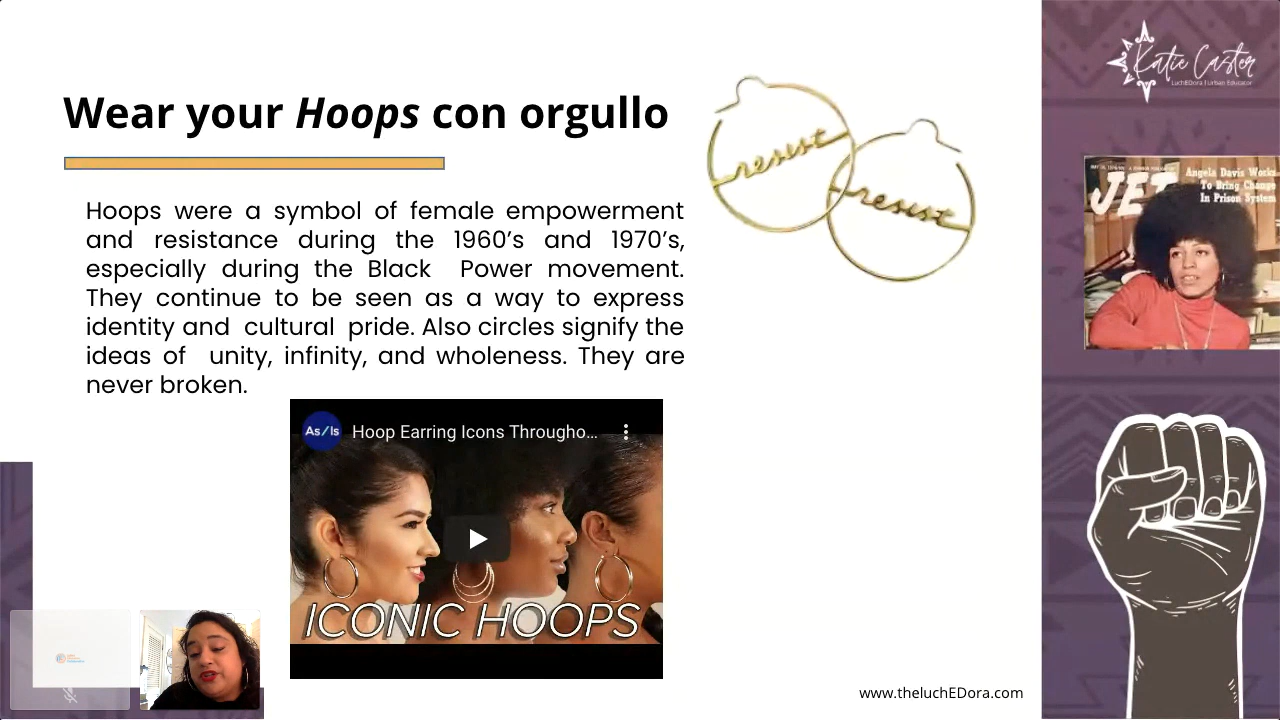 Wear your Hoops con orgullo
Hoops were a symbol of female empowerment
and resistance during the 1960’s and 1970’s,
especially during the Black Power movement.
They continue to be seen as a way to express
identity and cultural pride. Also circles signify the
ideas of unity, infinity, and wholeness. They are
never broken.
resist
resist
As/Is
Hoop Earring Icons Througho...
ICONIC HOOPS
www.theluchEDora.com
Katie Caster
LuchEDora | Urban Educator
JET
Angela Davis Works
To Bring Change
In Prison System